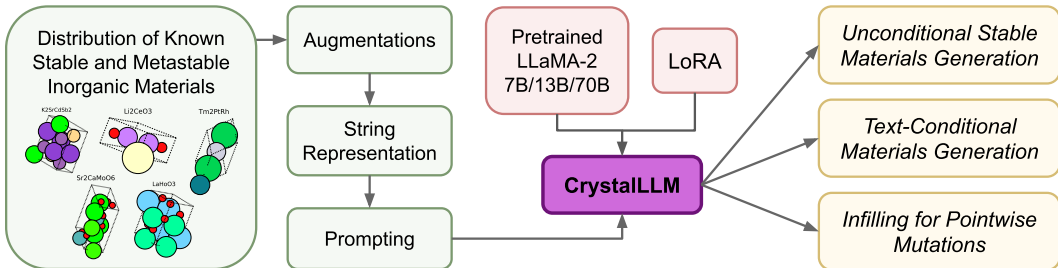 Distribution of Known
Stable and Metastable
Inorganic Materials
K2SrCdSb2
Li2CeO3
Tm2PtRh
Sr2CaMoO6
LaHoO3
Augmentations
String
Representation
Prompting
Pretrained
LLaMA-2
7B/13B/70B
LoRA
CrystalLLM
Unconditional Stable
Materials Generation
Text-Conditional
Materials Generation
Infilling for Pointwise
Mutations